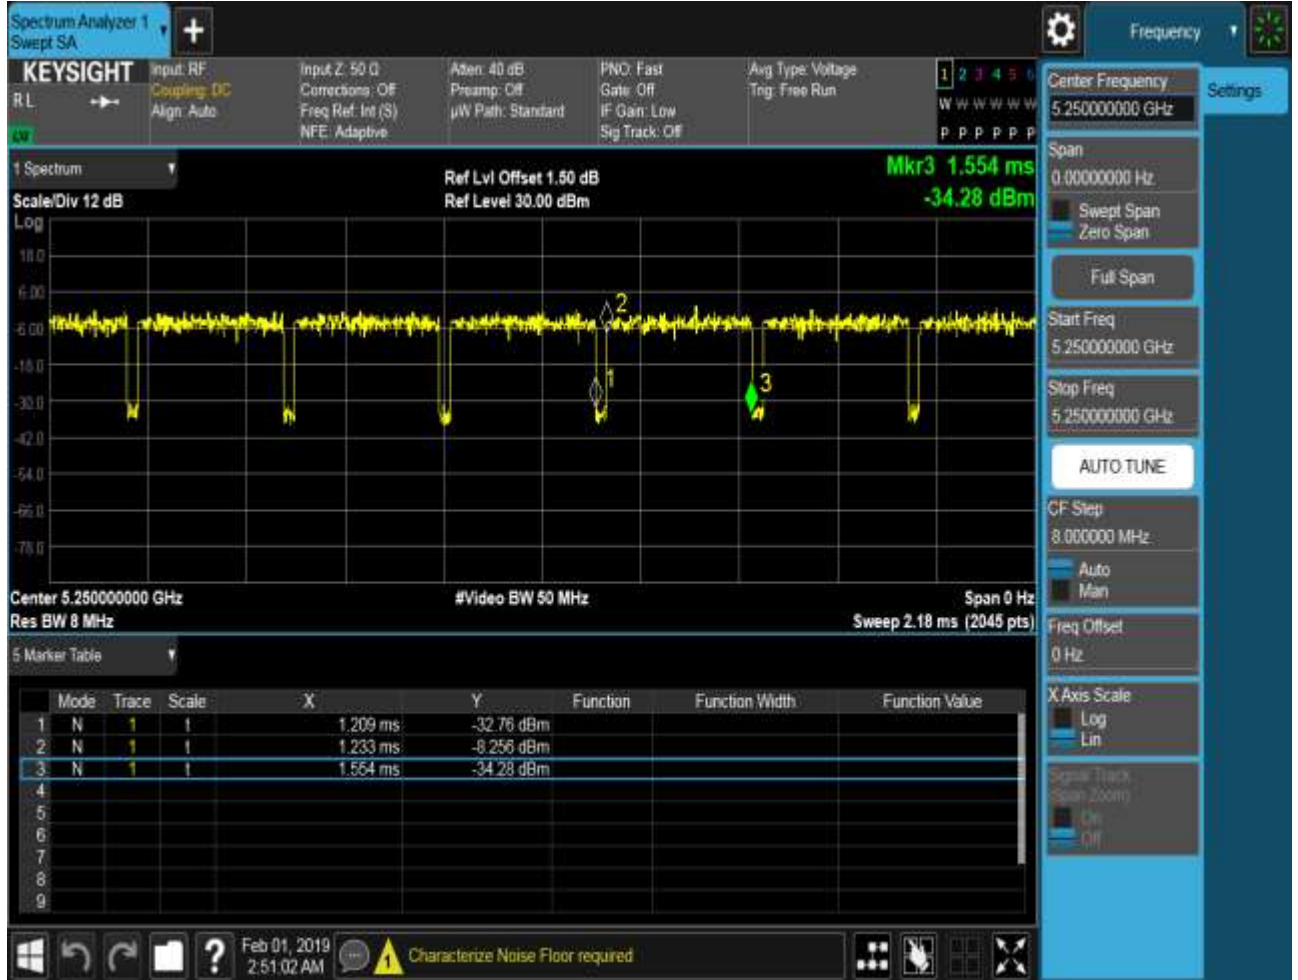 Spectrum Analyzer 1
Swept SA
+
Frequency
KEYSIGHT
RL
Input: RF
Coupling: DC
Align: Auto
Input Z: 50 Ω
Corrections: Off
Freq Ref: Int (S)
NFE: Adaptive
Atten: 40 dB
Preamp: Off
µW Path: Standard
PNO: Fast
Gate: Off
IF Gain: Low
Sig Track: Off
Avg Type: Voltage
Trig: Free Run
1 2 3 4 5 6
W W W W W W
P P P P P P
1 Spectrum
Scale/Div 12 dB
Ref Lvl Offset 1.50 dB
Ref Level 30.00 dBm
Mkr3 1.554 ms
-34.28 dBm
Log
18.0
6.00
-6.00
-18.0
-30.0
-42.0
-54.0
-66.0
-78.0
2
1
3
Center 5.250000000 GHz
#Video BW 50 MHz
Span 0 Hz
Res BW 8 MHz
Sweep 2.18 ms (2045 pts)
5 Marker Table
Mode Trace Scale X Y Function Function Width Function Value
1 N 1 t 1.209 ms -32.76 dBm
2 N 1 t 1.233 ms -8.256 dBm
3 N 1 t 1.554 ms -34.28 dBm
4
5
6
7
8
9
Feb 01, 2019
2:51:02 AM
?
1
Characterize Noise Floor required
Settings
Center Frequency
5.250000000 GHz
Span
0.00000000 Hz
Swept Span
Zero Span
Full Span
Start Freq
5.250000000 GHz
Stop Freq
5.250000000 GHz
AUTO TUNE
CF Step
8.000000 MHz
Auto
Man
Freq Offset
0 Hz
X Axis Scale
Log
Lin
Signal Track
(Span Zoom)
On
Off